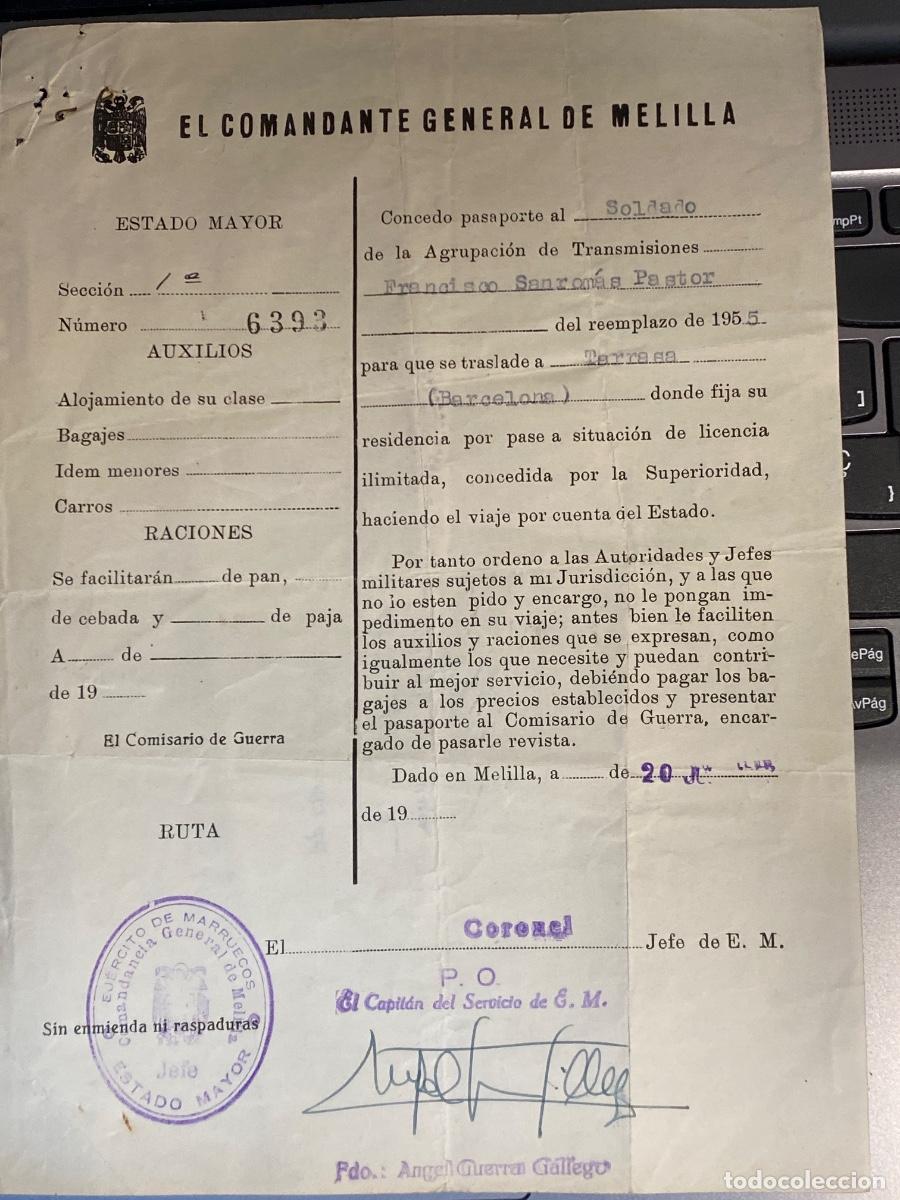 EL COMANDANTE GENERAL DE MELILLA
ESTADO MAYOR
Sección 1ª
Número 6393
AUXILIOS
Alojamiento de su clase
Bagajes
Idem menores
Carros
RACIONES
Se facilitarán de pan,
de cebada y de paja
A de
de 19
El Comisario de Guerra
RUTA
Concedo pasaporte al Soldado
de la Agrupación de Transmisiones
Francisco Sanromás Pastor
del reemplazo de 1955
para que se traslade a Tarrasa
(Barcelona) donde fija su
residencia por pase a situación de licencia
ilimitada, concedida por la Superioridad,
haciendo el viaje por cuenta del Estado.
Por tanto ordeno a las Autoridades y Jefes
militares sujetos a mi Jurisdicción, y a las que
no lo esten pido y encargo, no le pongan im-
pedimento en su viaje; antes bien le faciliten
los auxilios y raciones que se expresan, como
igualmente los que necesite y puedan contri-
buir al mejor servicio, debiéndo pagar los ba-
gajes a los precios establecidos y presentar
el pasaporte al Comisario de Guerra, encar-
gado de pasarle revista.
Dado en Melilla, a de 20
de 19
El Coronel Jefe de E. M.
P. O.
El Capitán del Servicio de E. M.
EJÉRCITO DE MARRUECOS
Comandancia General de Melilla
Jefe
ESTADO MAYOR
Sin enmienda ni raspaduras
Fdo.: Angel Guerra Gállego
mpPt
]
}
ePág
vPág
todocoleccion